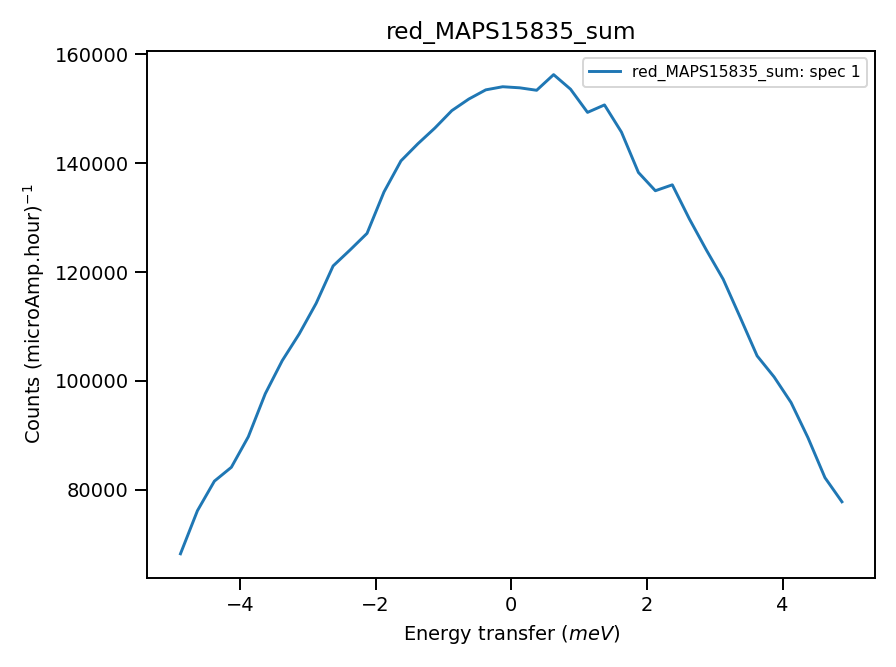 red_MAPS15835_sum
red_MAPS15835_sum: spec 1
160000
140000
120000
100000
80000
Counts (microAmp.hour)⁻¹
−4
−2
0
2
4
Energy transfer (meV)